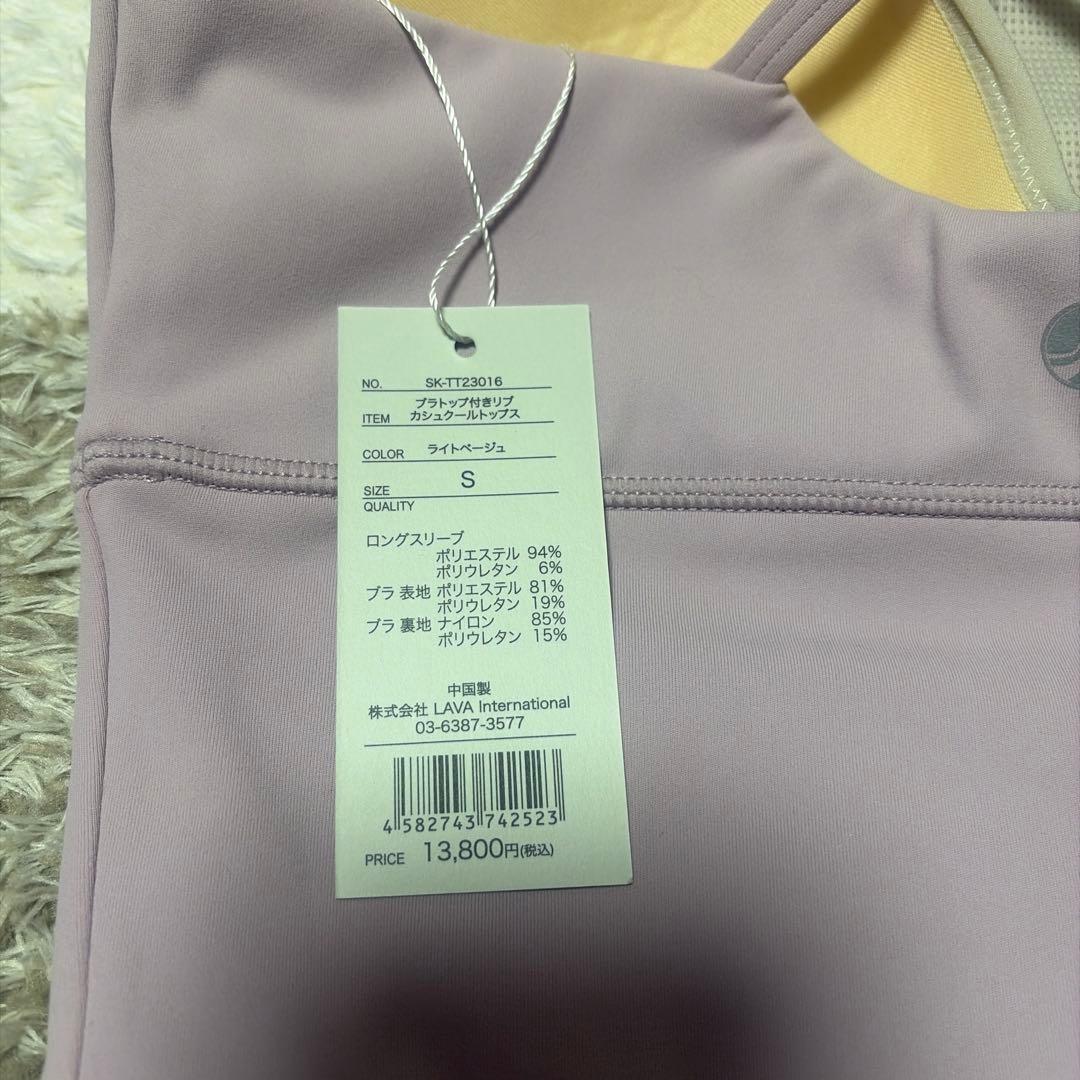 NO. SK-TT23016
ブラトップ付きリブ
ITEM カシュクールトップス
COLOR ライトベージュ
SIZE S
QUALITY
ロングスリーブ
ポリエステル 94%
ポリウレタン 6%
ブラ 表地 ポリエステル 81%
ポリウレタン 19%
ブラ 裏地 ナイロン 85%
ポリウレタン 15%
中国製
株式会社 LAVA International
03-6387-3577
4 582743 742523
PRICE 13,800円(税込)